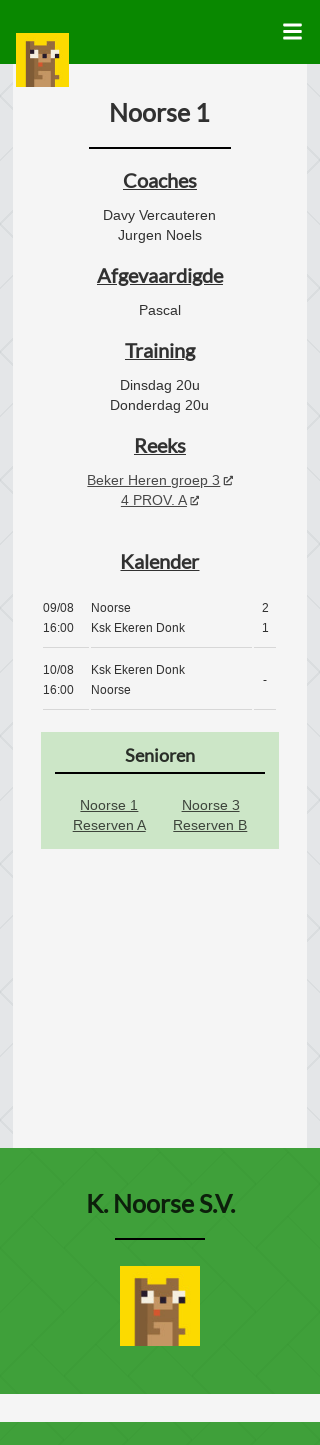 Noorse 1
Coaches
Davy Vercauteren
Jurgen Noels
Afgevaardigde
Pascal
Training
Dinsdag 20u
Donderdag 20u
Reeks
Beker Heren groep 3
4 PROV. A
Kalender
09/08 Noorse 2
16:00 Ksk Ekeren Donk 1
10/08 Ksk Ekeren Donk
16:00 Noorse
-
Senioren
Noorse 1 Noorse 3
Reserven A Reserven B
K. Noorse S.V.